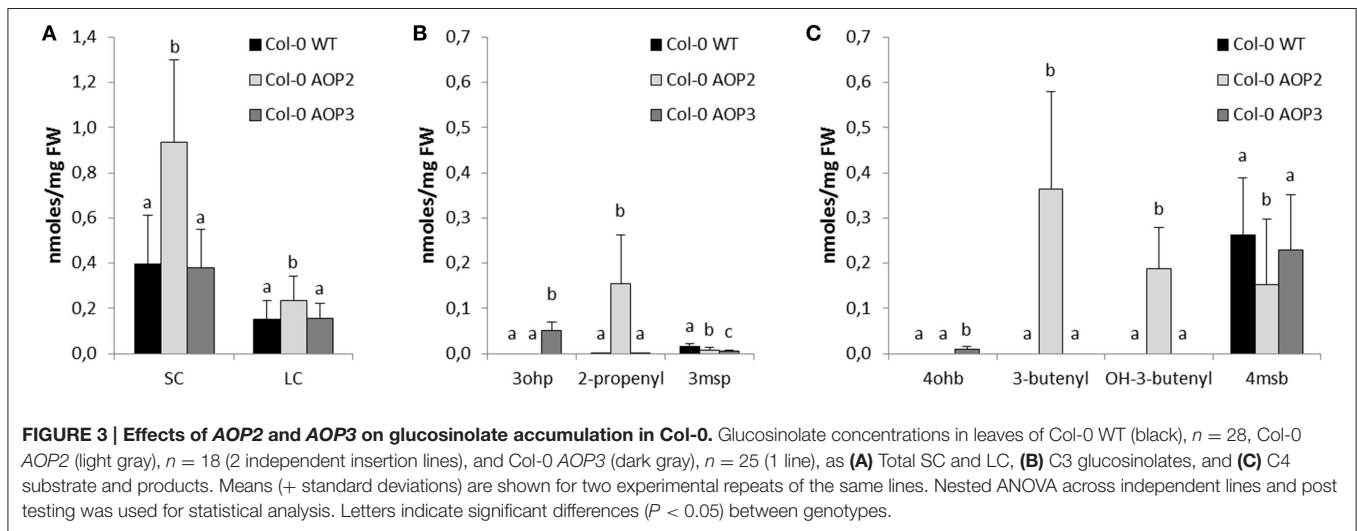 A
B
C
nmoles/mg FW
1,4
1,2
1,0
0,8
0,6
0,4
0,2
0,0
Col-0 WT
Col-0 AOP2
Col-0 AOP3
a
b
a
a
b
a
SC
LC
nmoles/mg FW
0,7
0,6
0,5
0,4
0,3
0,2
0,1
0,0
Col-0 WT
Col-0 AOP2
Col-0 AOP3
a
a
b
a
b
a
a
b
c
3ohp
2-propenyl
3msp
nmoles/mg FW
0,7
0,6
0,5
0,4
0,3
0,2
0,1
0,0
Col-0 WT
Col-0 AOP2
Col-0 AOP3
a
a
b
a
b
a
a
b
a
a
b
a
4ohb
3-butenyl
OH-3-butenyl
4msb
FIGURE 3 | Effects of AOP2 and AOP3 on glucosinolate accumulation in Col-0. Glucosinolate concentrations in leaves of Col-0 WT (black), n = 28, Col-0
AOP2 (light gray), n = 18 (2 independent insertion lines), and Col-0 AOP3 (dark gray), n = 25 (1 line), as (A) Total SC and LC, (B) C3 glucosinolates, and (C) C4
substrate and products. Means (+ standard deviations) are shown for two experimental repeats of the same lines. Nested ANOVA across independent lines and post
testing was used for statistical analysis. Letters indicate significant differences (P < 0.05) between genotypes.